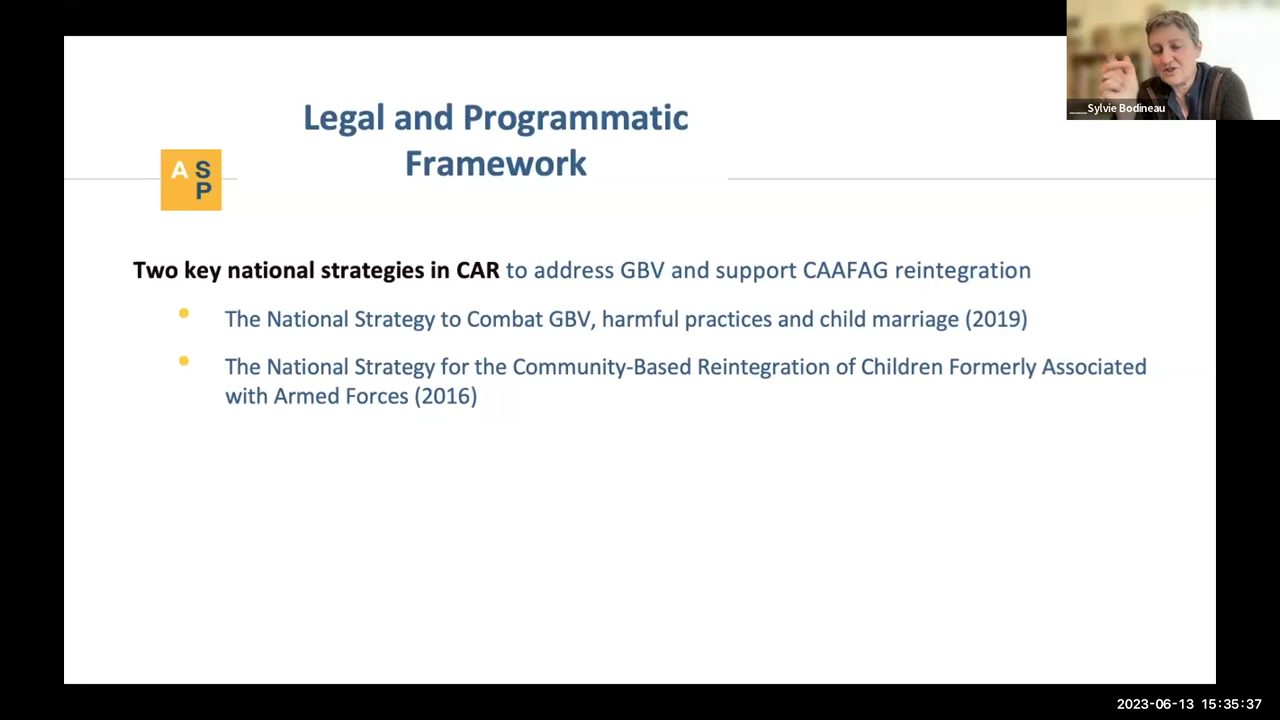 ___Sylvie Bodineau
Legal and Programmatic
Framework
A S
P
Two key national strategies in CAR to address GBV and support CAAFAG reintegration
The National Strategy to Combat GBV, harmful practices and child marriage (2019)
The National Strategy for the Community-Based Reintegration of Children Formerly Associated
with Armed Forces (2016)
2023-06-13 15:35:37